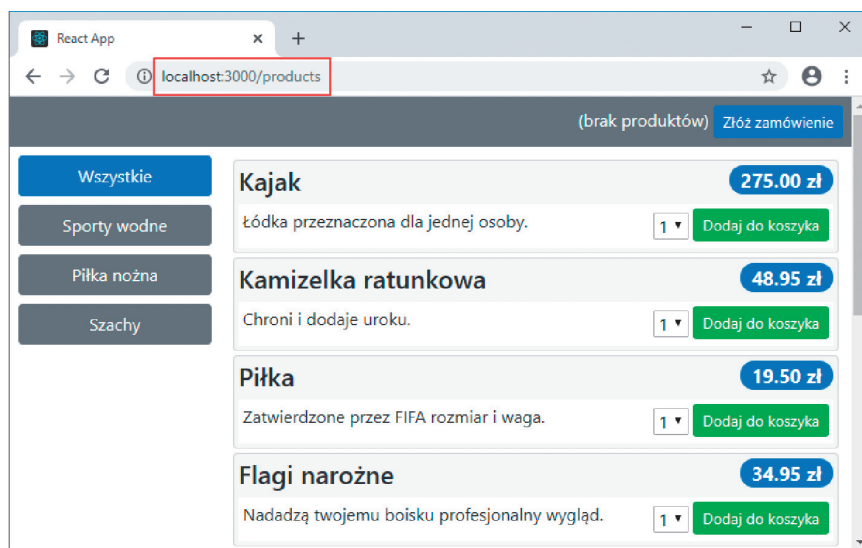 React App
localhost:3000/products
(brak produktów) Złóż zamówienie
Wszystkie
Sporty wodne
Piłka nożna
Szachy
Kajak 275.00 zł
Łódka przeznaczona dla jednej osoby. 1 Dodaj do koszyka
Kamizelka ratunkowa 48.95 zł
Chroni i dodaje uroku. 1 Dodaj do koszyka
Piłka 19.50 zł
Zatwierdzone przez FIFA rozmiar i waga. 1 Dodaj do koszyka
Flagi narożne 34.95 zł
Nadadzą twojemu boisku profesjonalny wygląd. 1 Dodaj do koszyka